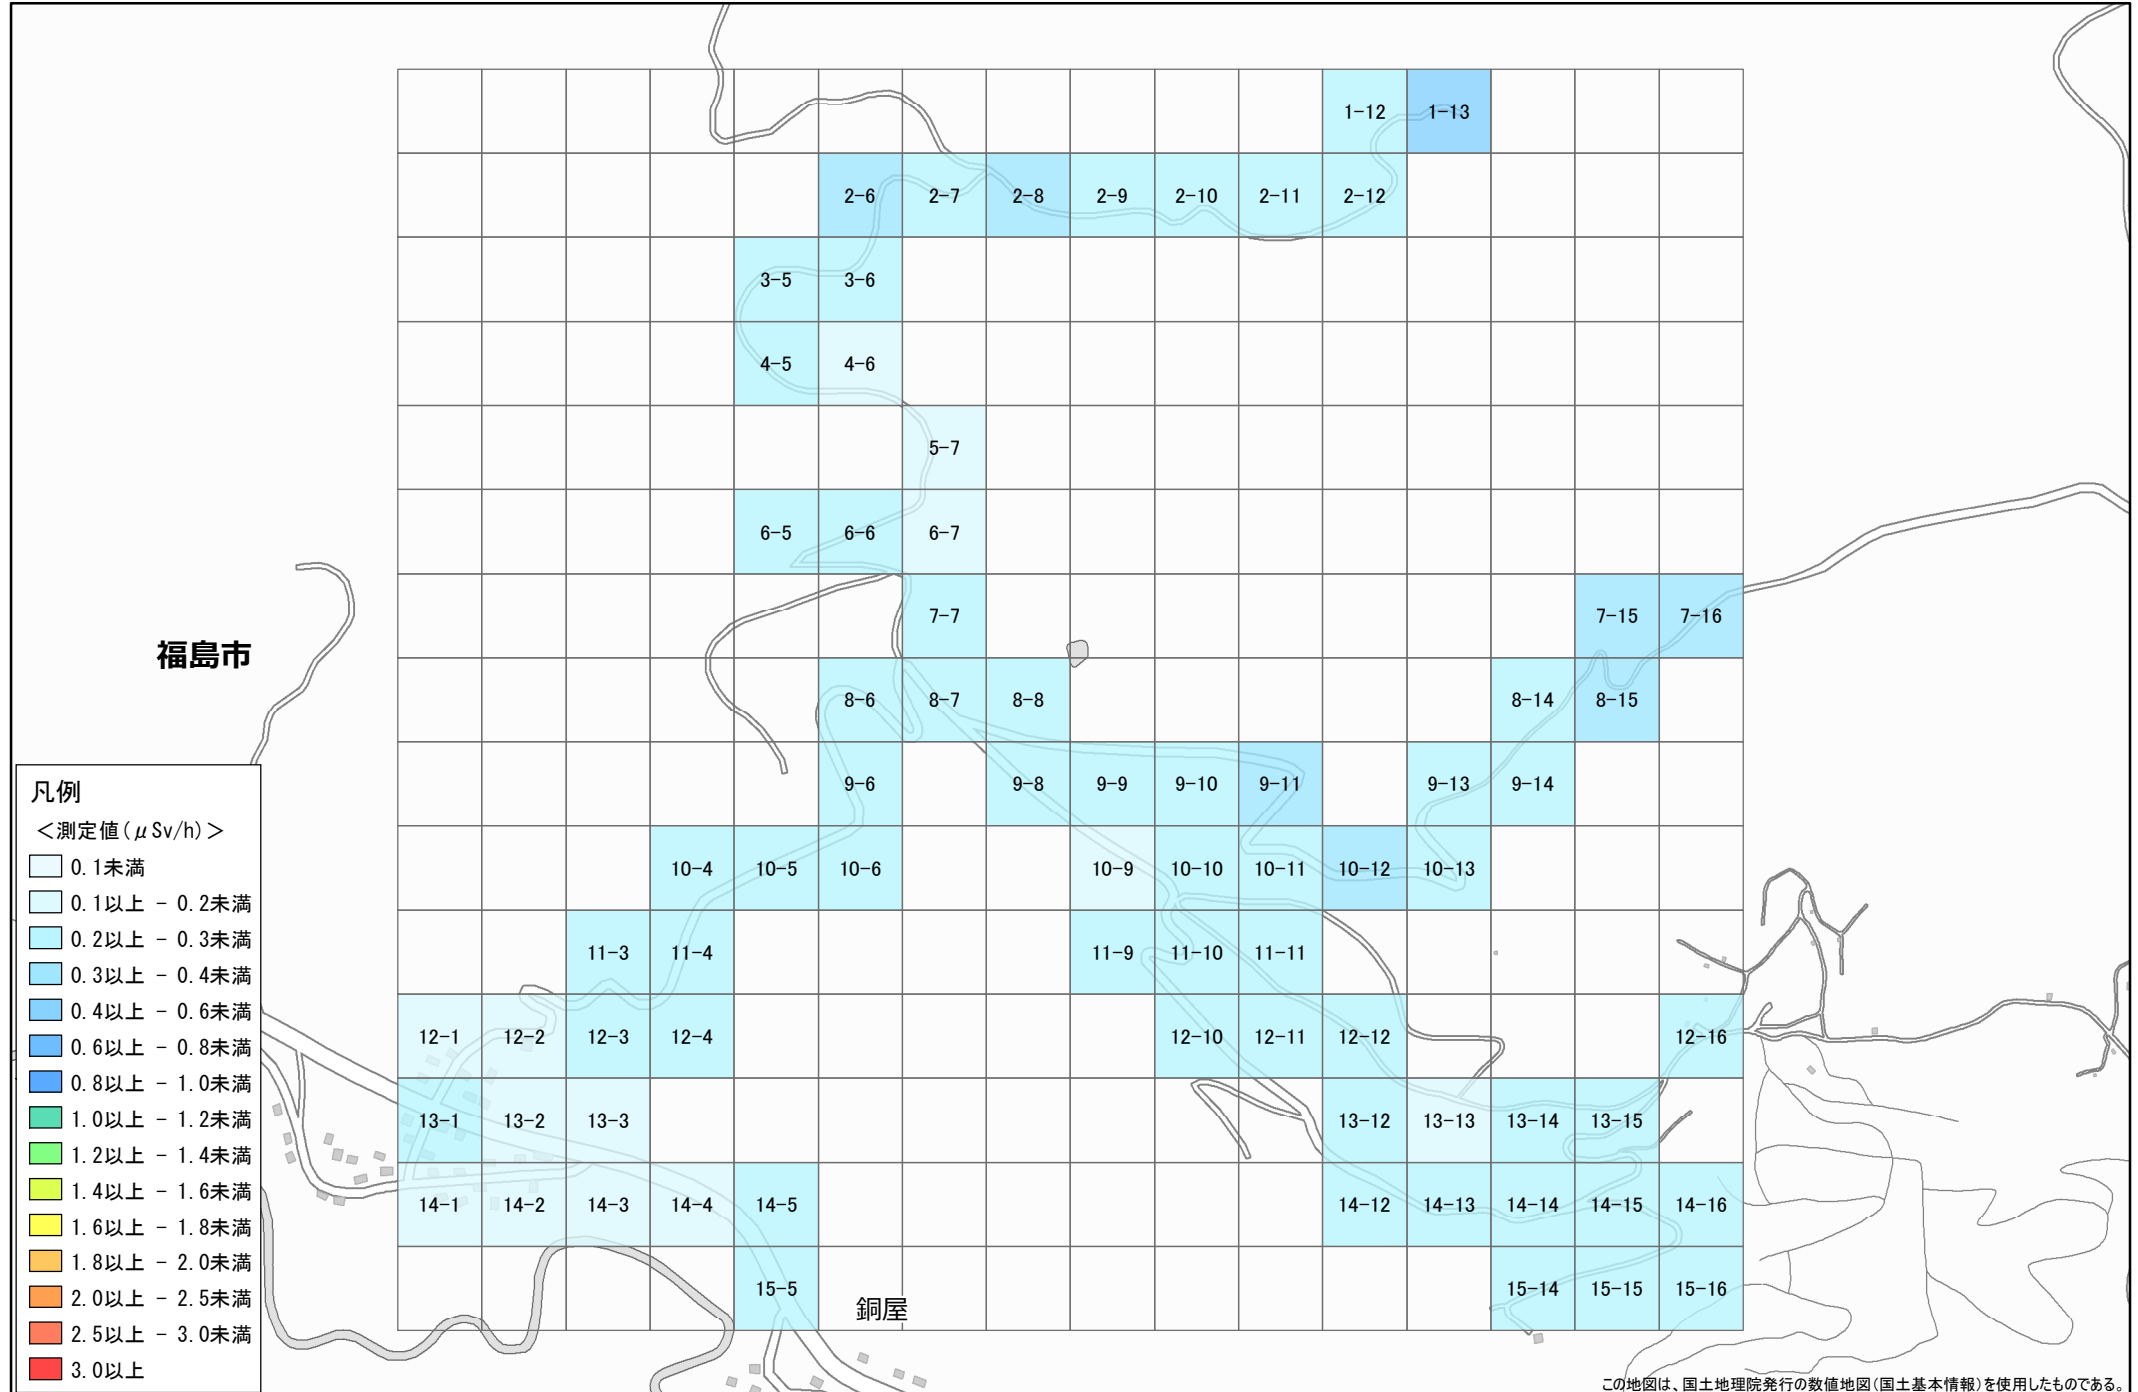 1-12 1-13
2-6 2-7 2-8 2-9 2-10 2-11 2-12
3-5 3-6
4-5 4-6
5-7
6-5 6-6 6-7
7-7 7-15 7-16
福島市
8-6 8-7 8-8 8-14 8-15
9-6 9-8 9-9 9-10 9-11 9-13 9-14
10-4 10-5 10-6 10-9 10-10 10-11 10-12 10-13
11-3 11-4 11-9 11-10 11-11
12-1 12-2 12-3 12-4 12-10 12-11 12-12 12-16
13-1 13-2 13-3 13-12 13-13 13-14 13-15
14-1 14-2 14-3 14-4 14-5 14-12 14-13 14-14 14-15 14-16
15-5 15-14 15-15 15-16
銅屋
凡例
＜測定値(μSv/h)＞
0.1未満
0.1以上 - 0.2未満
0.2以上 - 0.3未満
0.3以上 - 0.4未満
0.4以上 - 0.6未満
0.6以上 - 0.8未満
0.8以上 - 1.0未満
1.0以上 - 1.2未満
1.2以上 - 1.4未満
1.4以上 - 1.6未満
1.6以上 - 1.8未満
1.8以上 - 2.0未満
2.0以上 - 2.5未満
2.5以上 - 3.0未満
3.0以上
この地図は、国土地理院発行の数値地図(国土基本情報)を使用したものである。